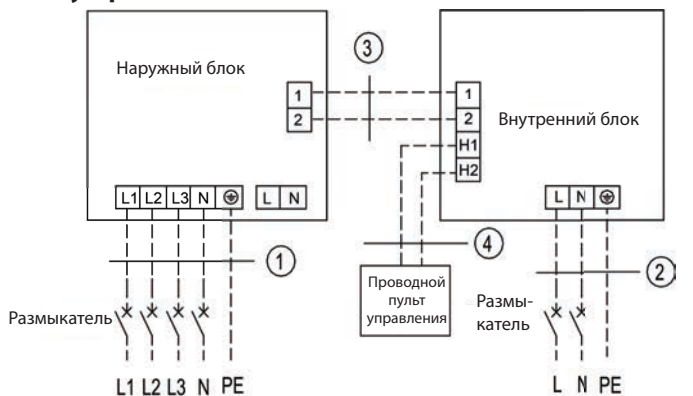 Наружный блок
1
2
L1 L2 L3 N
L N
1
3
Внутренний блок
1
2
H1
H2
L N
4
2
Проводной
пульт
управления
Размыкатель
L1 L2 L3 N PE
Размы-
катель
L N PE